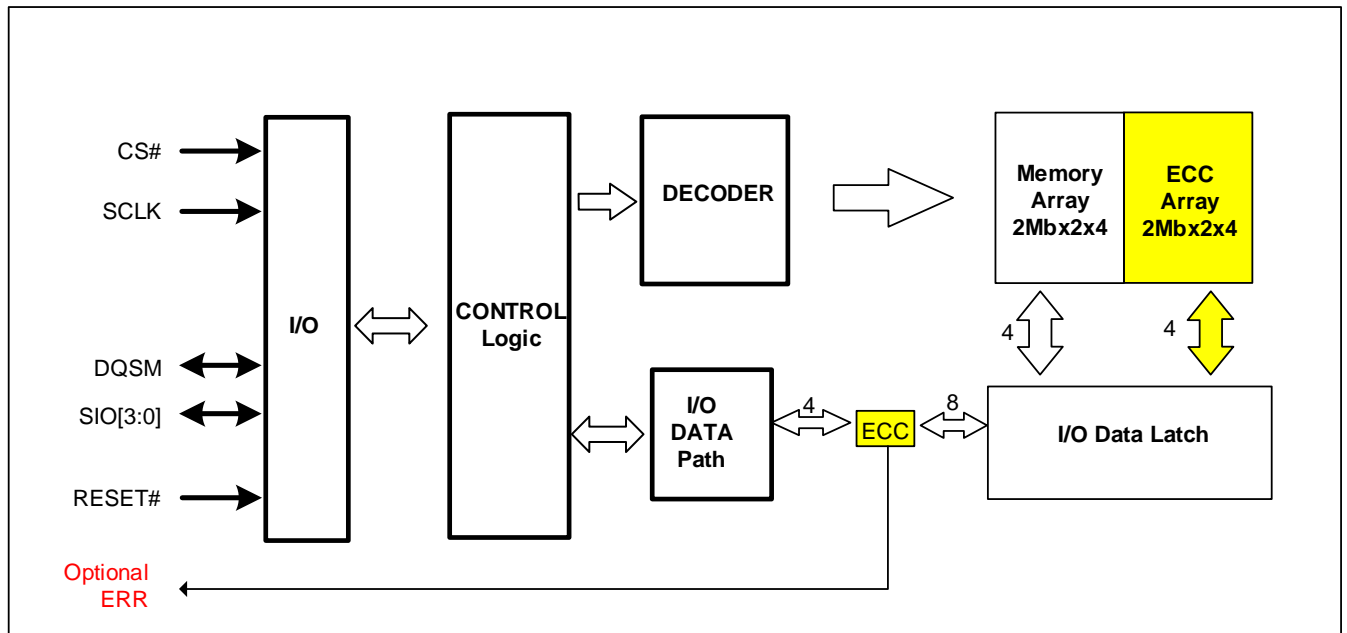 CS#
SCLK
DQSM
SIO[3:0]
RESET#
Optional
ERR
I/O
CONTROL
Logic
DECODER
I/O
DATA
Path
4
ECC
8
Memory
Array
2Mbx2x4
ECC
Array
2Mbx2x4
4
4
I/O Data Latch